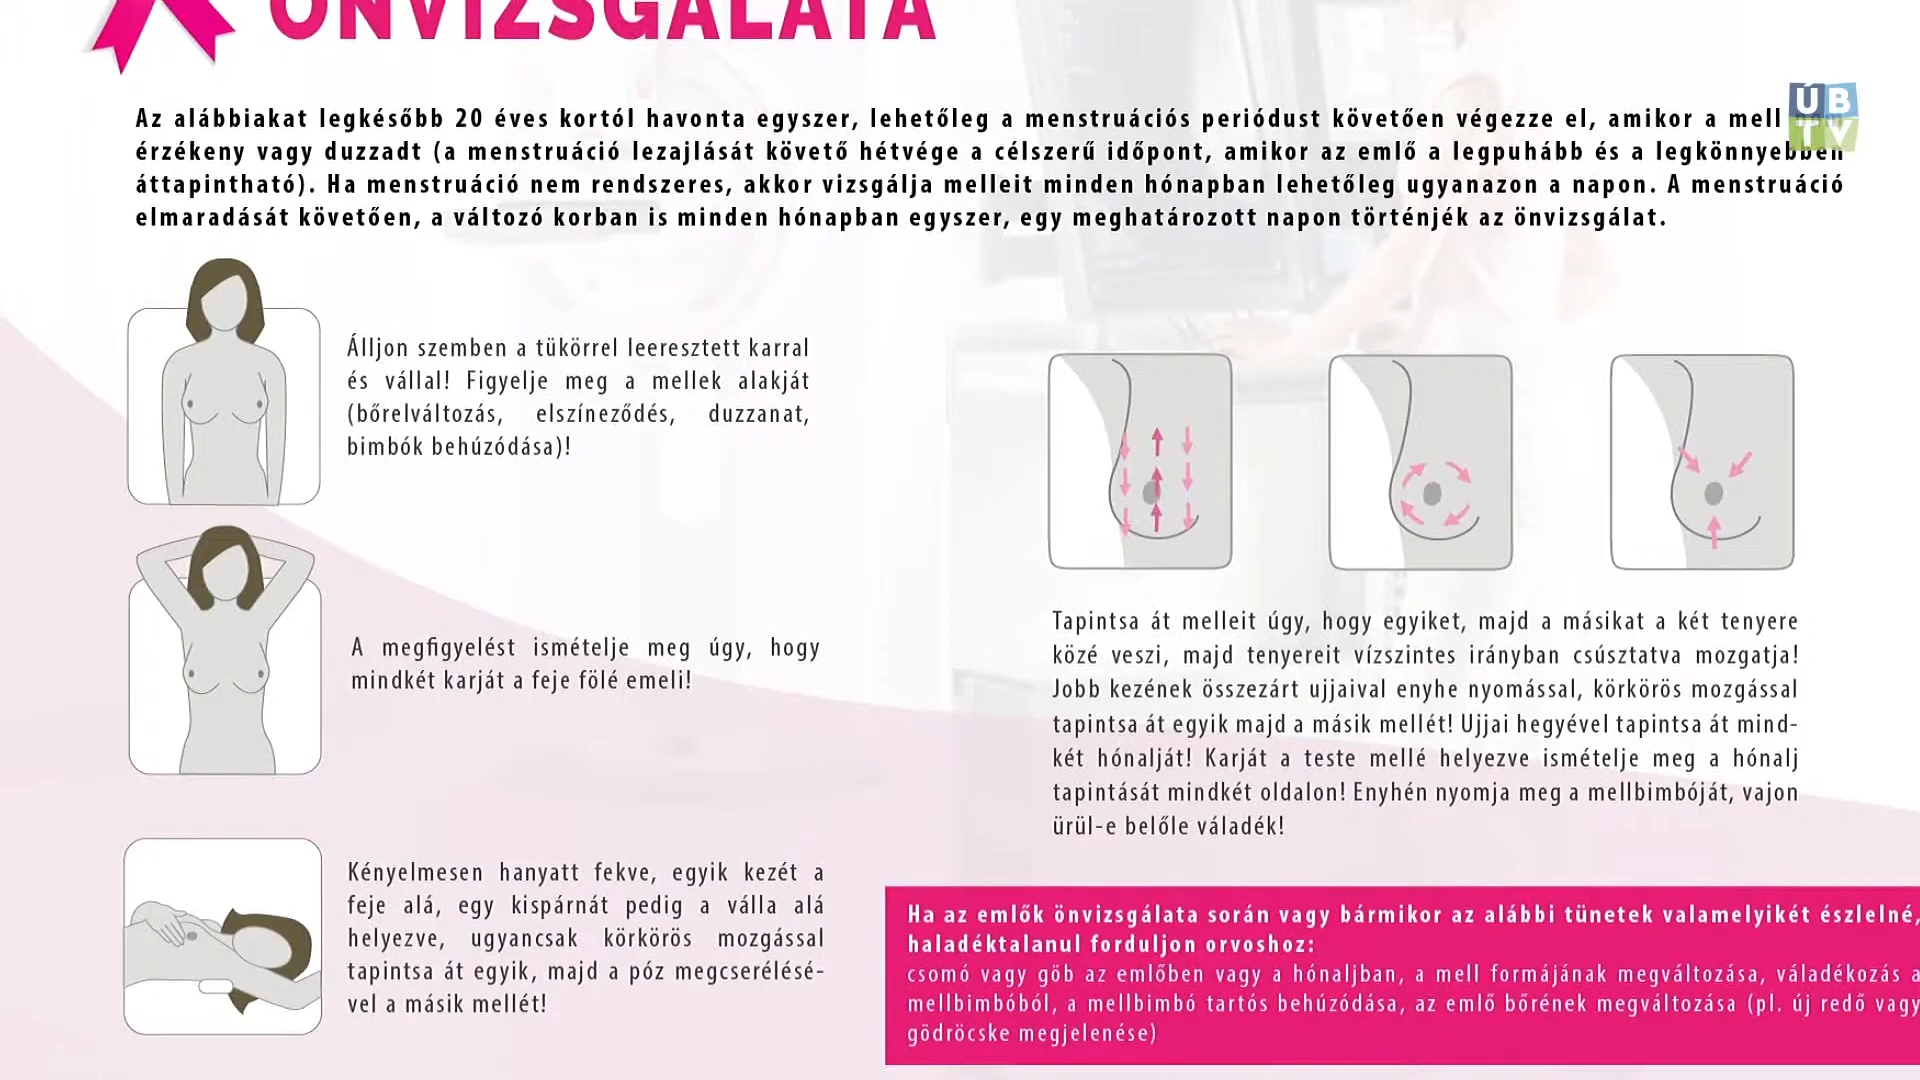 ÖNVIZSGÁLATA
ÚB
TV
Az alábbiakat legkésőbb 20 éves kortól havonta egyszer, lehetőleg a menstruációs periódust követően végezze el, amikor a mell
érzékeny vagy duzzadt (a menstruáció lezajlását követő hétvége a célszerű időpont, amikor az emlő a legpuhább és a legkönnyebben
áttapintható). Ha menstruáció nem rendszeres, akkor vizsgálja melleit minden hónapban lehetőleg ugyanazon a napon. A menstruáció
elmaradását követően, a változó korban is minden hónapban egyszer, egy meghatározott napon történjék az önvizsgálat.
Álljon szemben a tükörrel leeresztett karral
és vállal! Figyelje meg a mellek alakját
(bőrelváltozás, elszíneződés, duzzanat,
bimbók behúzódása)!
A megfigyelést ismételje meg úgy, hogy
mindkét karját a feje fölé emeli!
Kényelmesen hanyatt fekve, egyik kezét a
feje alá, egy kispárnát pedig a válla alá
helyezve, ugyancsak körkörös mozgással
tapintsa át egyik, majd a póz megcserélésé-
vel a másik mellét!
Tapintsa át melleit úgy, hogy egyiket, majd a másikat a két tenyere
közé veszi, majd tenyereit vízszintes irányban csúsztatva mozgatja!
Jobb kezének összezárt ujjaival enyhe nyomással, körkörös mozgással
tapintsa át egyik majd a másik mellét! Ujjai hegyével tapintsa át mind-
két hónalját! Karját a teste mellé helyezve ismételje meg a hónalj
tapintását mindkét oldalon! Enyhén nyomja meg a mellbimbóját, vajon
ürül-e belőle váladék!
Ha az emlők önvizsgálata során vagy bármikor az alábbi tünetek valamelyikét észlelné,
haladéktalanul forduljon orvoshoz:
csomó vagy göb az emlőben vagy a hónaljban, a mell formájának megváltozása, váladékozás a
mellbimbóból, a mellbimbó tartós behúzódása, az emlő bőrének megváltozása (pl. új redő vagy
gödröcske megjelenése)